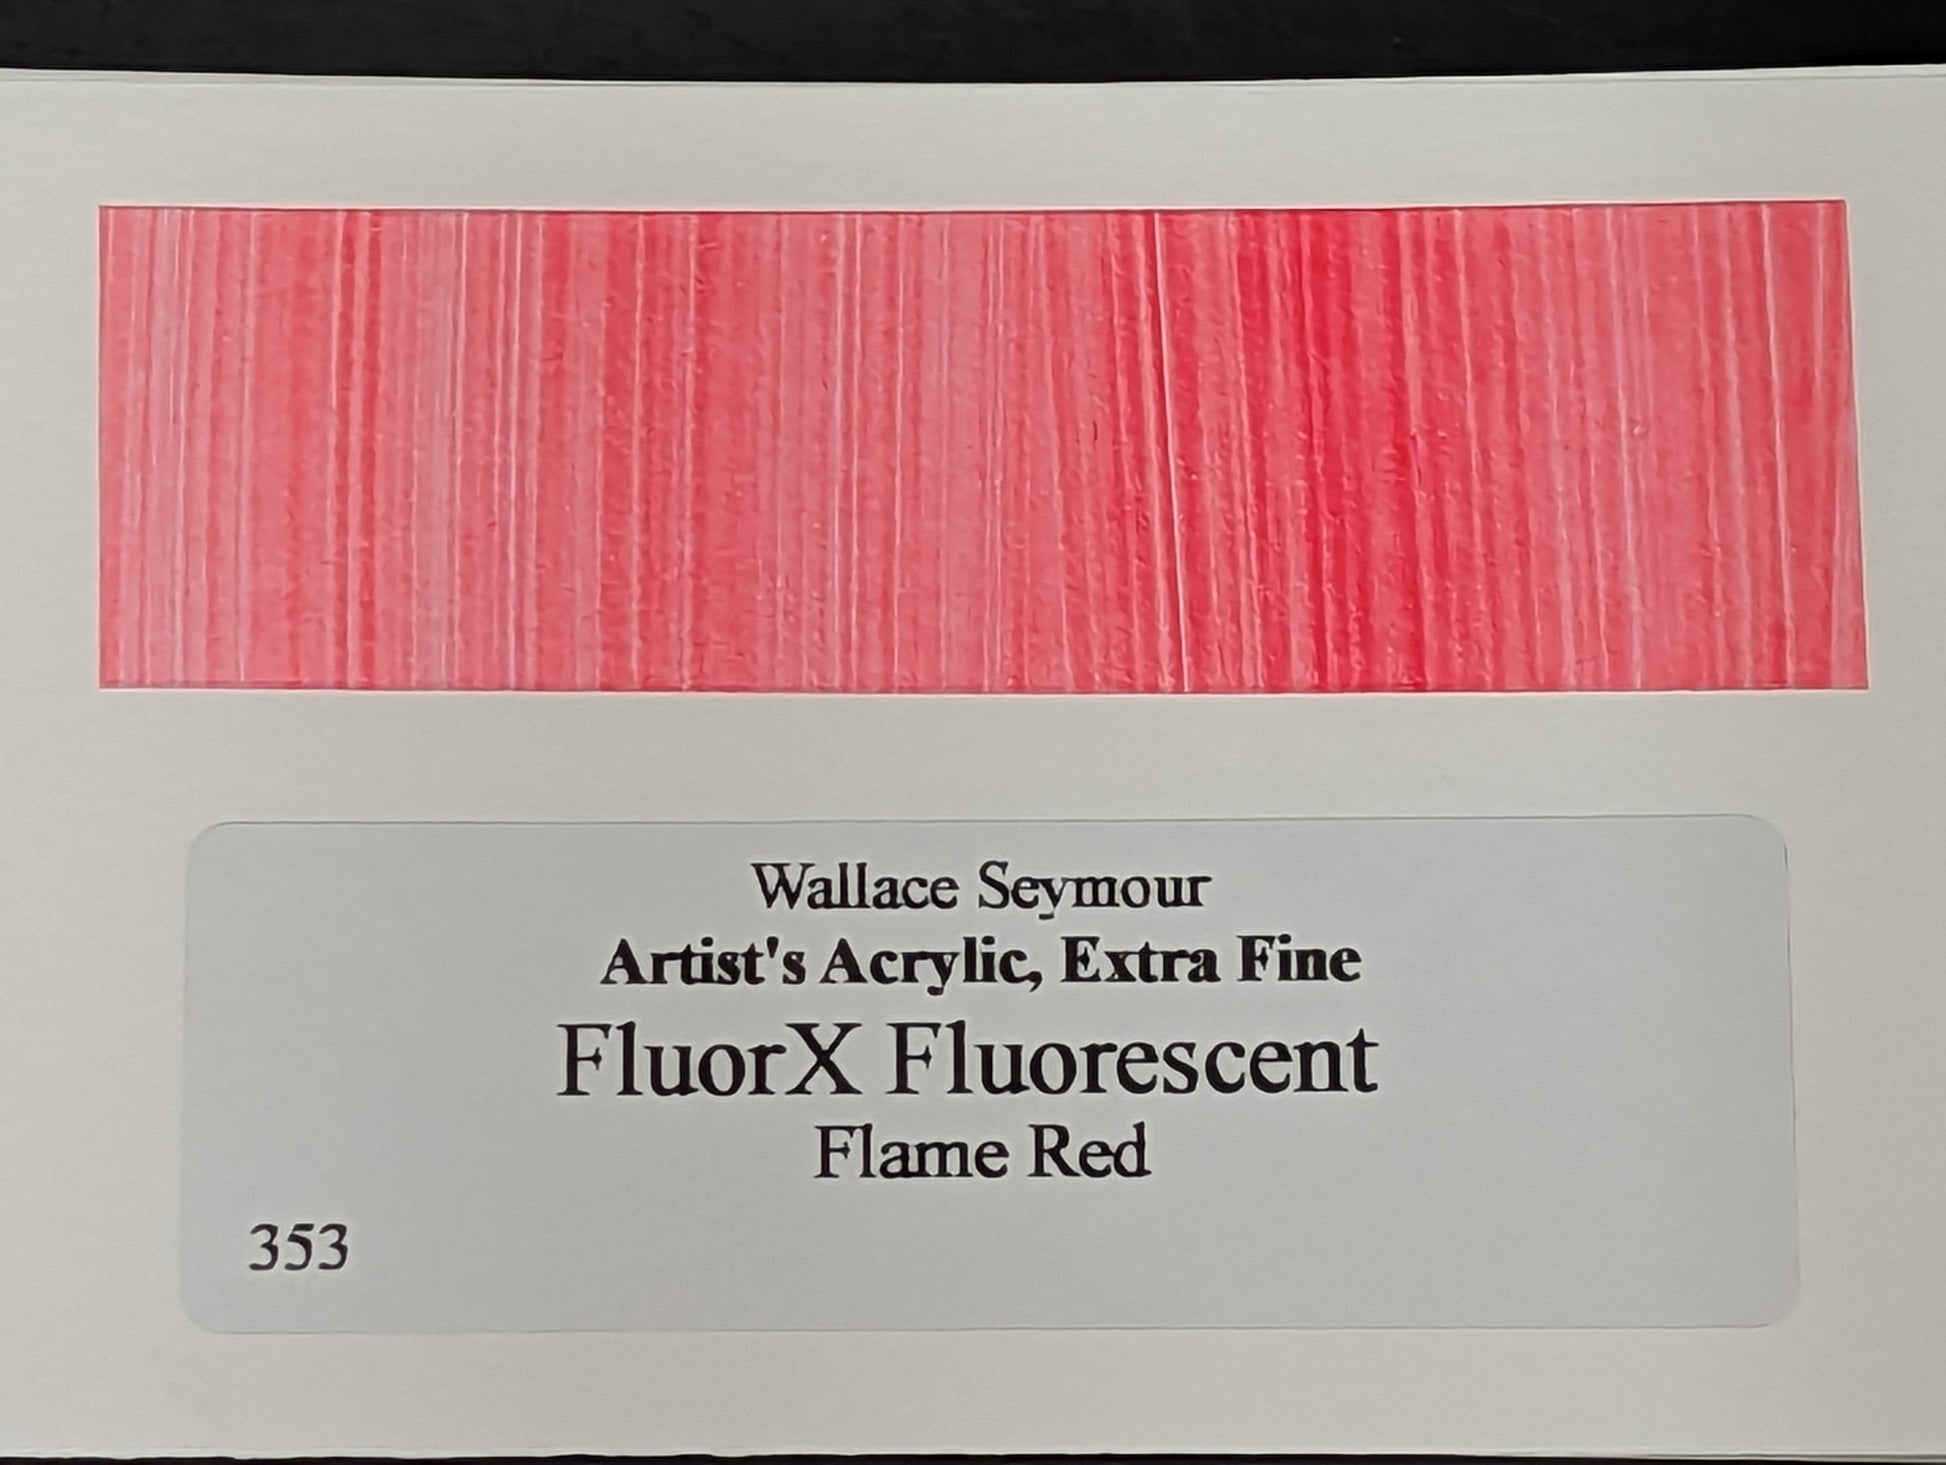 Wallace Seymour
Artist's Acrylic, Extra Fine
FluorX Fluorescent
Flame Red
353